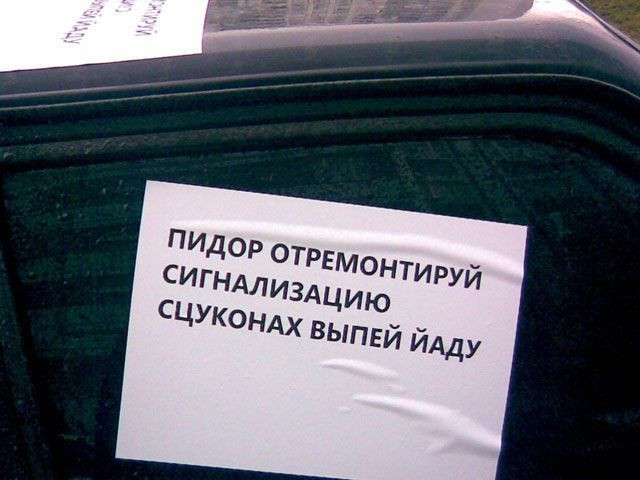 ПИДОР ОТРЕМОНТИРУЙ
СИГНАЛИЗАЦИЮ
СЦУКОНАХ ВЫПЕЙ ЙАДУ